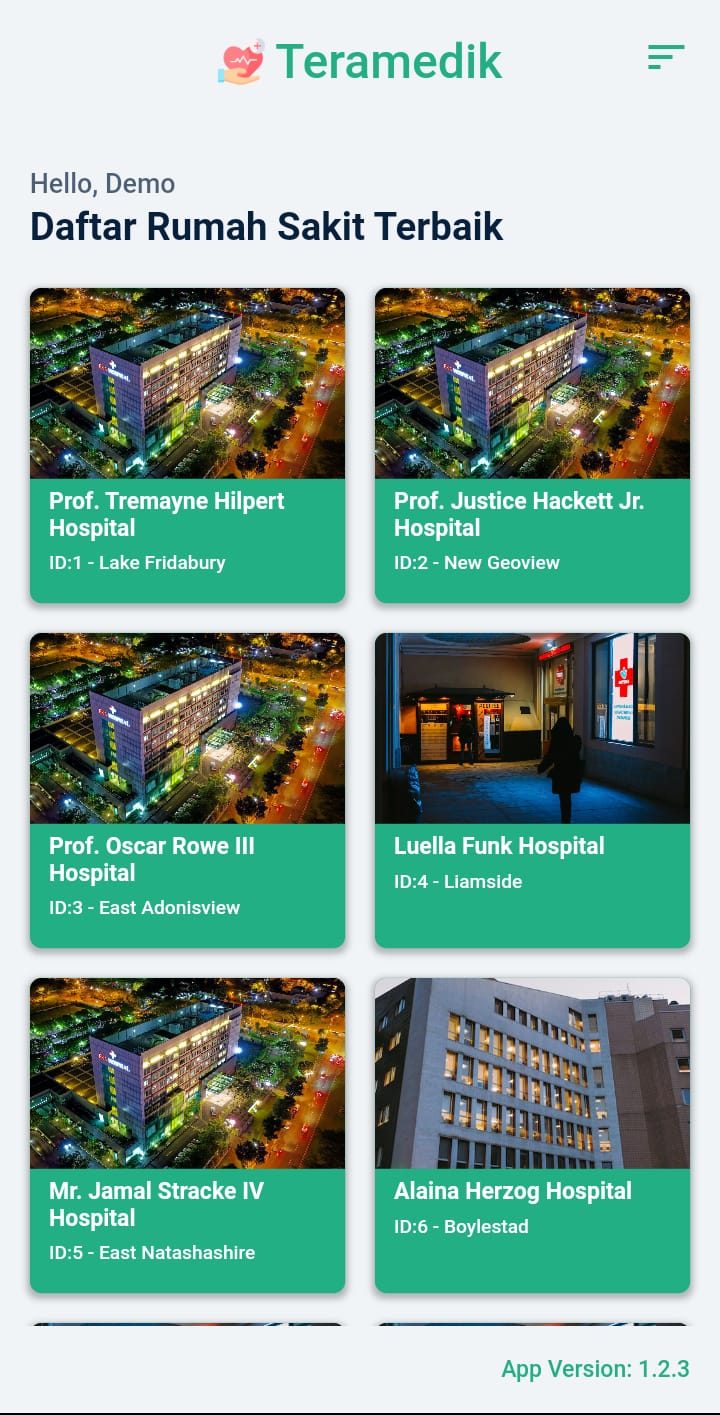 Teramedik
Hello, Demo
Daftar Rumah Sakit Terbaik
Prof. Tremayne Hilpert
Hospital
ID:1 - Lake Fridabury
Prof. Justice Hackett Jr.
Hospital
ID:2 - New Geoview
Prof. Oscar Rowe III
Hospital
ID:3 - East Adonisview
Luella Funk Hospital
ID:4 - Liamside
Mr. Jamal Stracke IV
Hospital
ID:5 - East Natashashire
Alaina Herzog Hospital
ID:6 - Boylestad
App Version: 1.2.3